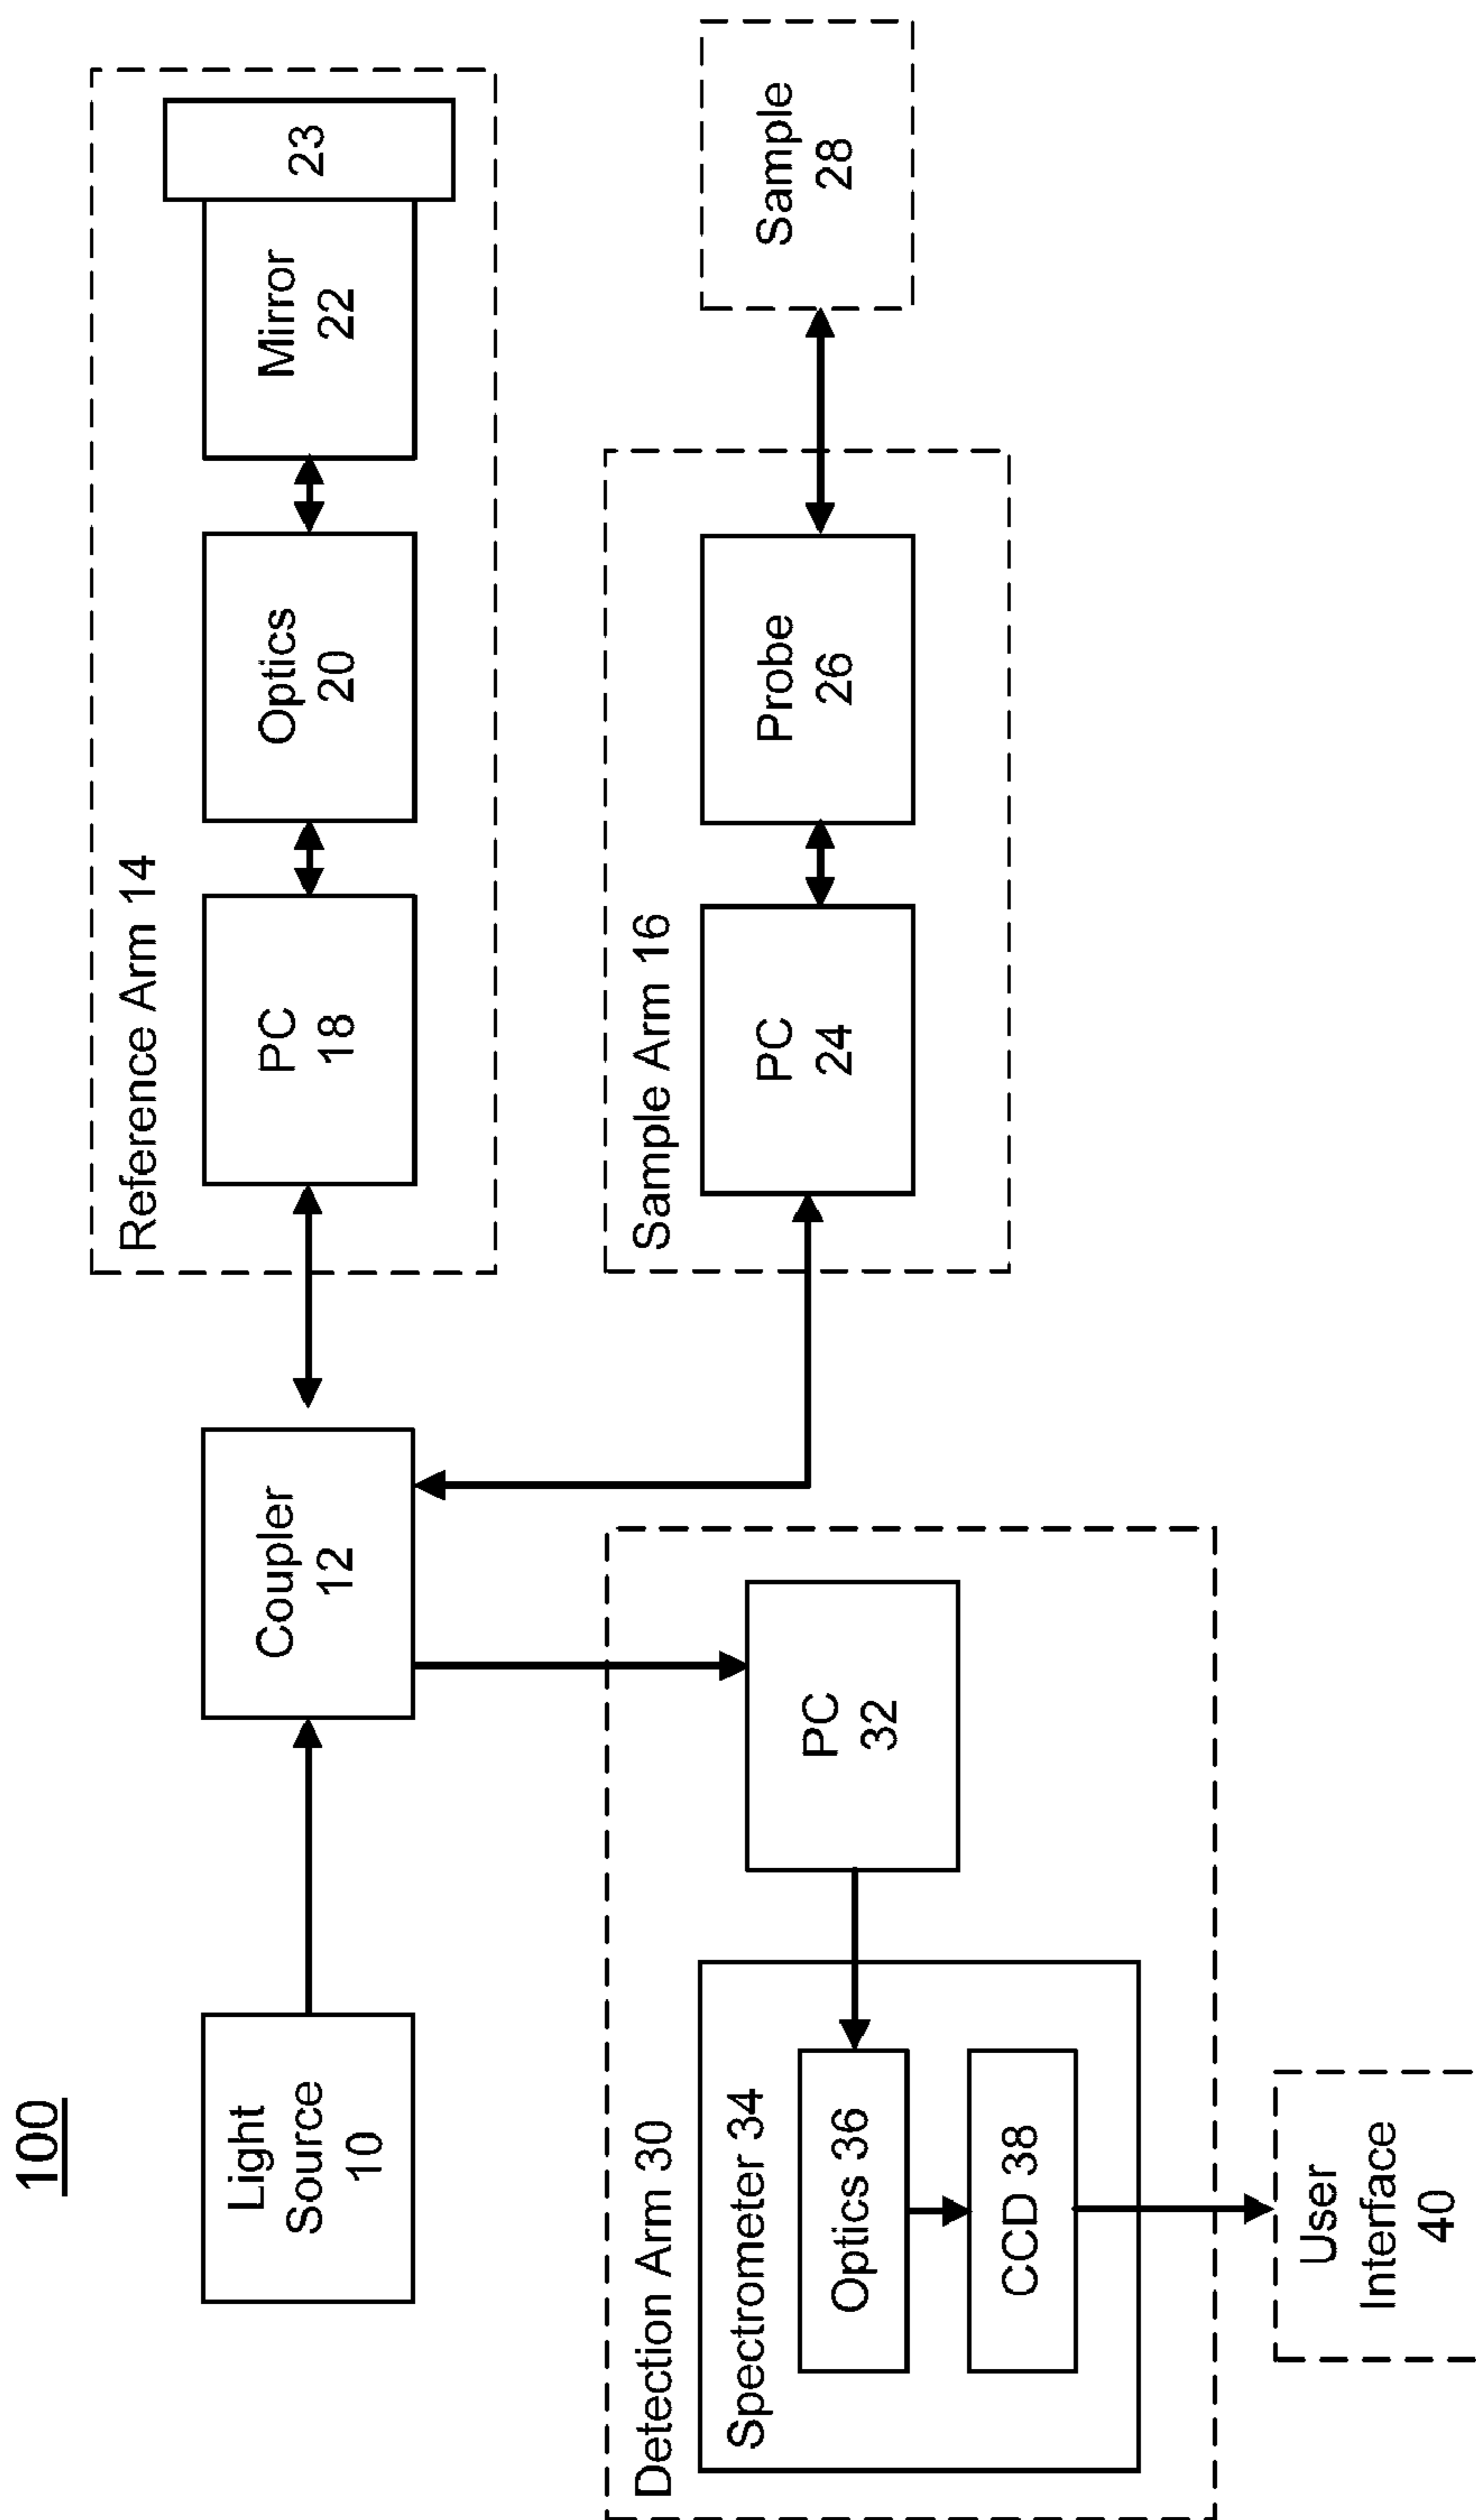 100
Light
Source
10
Coupler
12
Reference Arm 14
PC
18
Optics
20
Mirror
22
23
Sample Arm 16
PC
24
Probe
26
Sample
28
Detection Arm 30
PC
32
Spectrometer 34
Optics 36
CCD 38
User
Interface
40